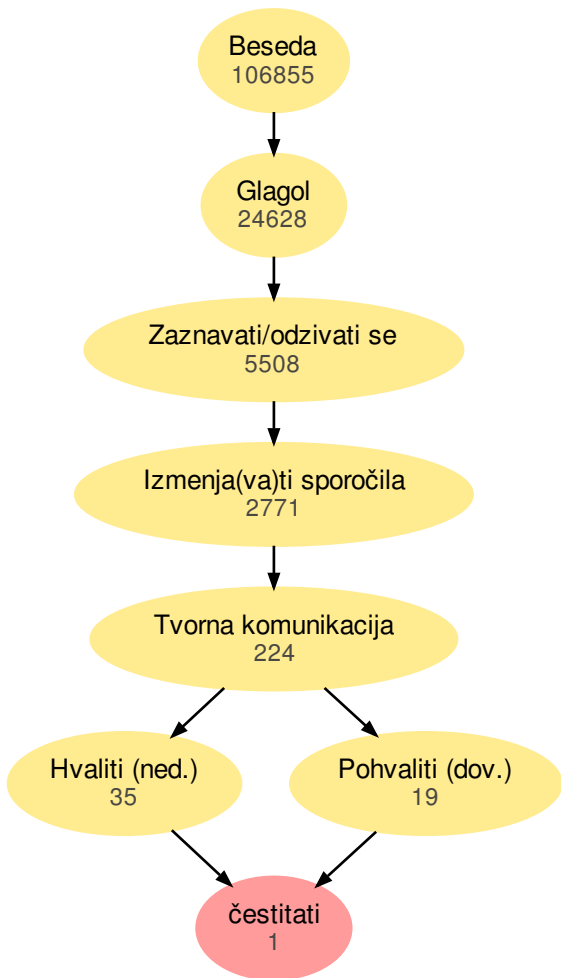 Beseda
106855
Glagol
24628
Zaznavati/odzivati se
5508
Izmenja(va)ti sporočila
2771
Tvorna komunikacija
224
Hvaliti (ned.)
35
Pohvaliti (dov.)
19
čestitati
1